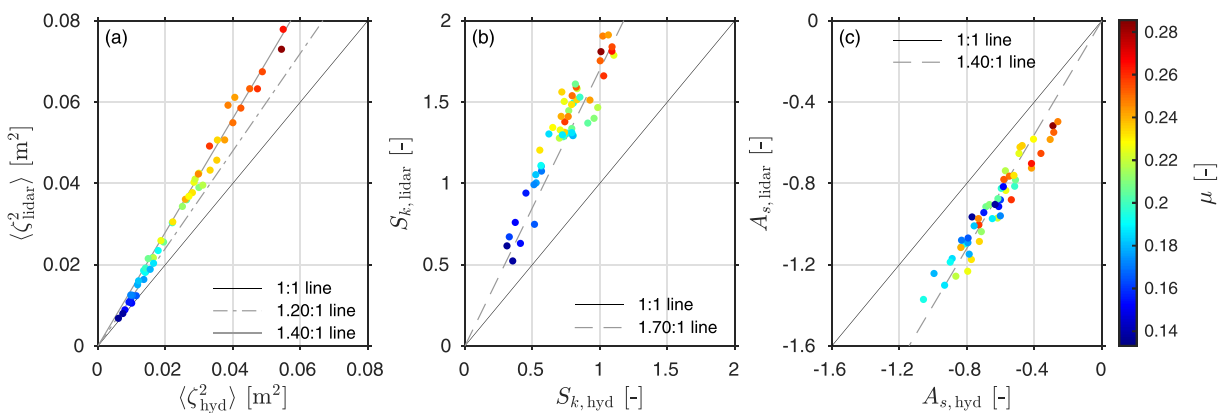 (a)
0.08
0.06
0.04
0.02
0
⟨ζ²lidar⟩ [m²]
1:1 line
1.20:1 line
1.40:1 line
0 0.02 0.04 0.06 0.08
⟨ζ²hyd⟩ [m²]
(b)
2
1.5
1
0.5
0
Sk, lidar [-]
1:1 line
1.70:1 line
0 0.5 1 1.5 2
Sk, hyd [-]
(c)
-0
-0.4
-0.8
-1.2
-1.6
As, lidar [-]
1:1 line
1.40:1 line
-1.6 -1.2 -0.8 -0.4 0
As, hyd [-]
0.28
0.26
0.24
0.22
0.2
0.18
0.16
0.14
μ [-]